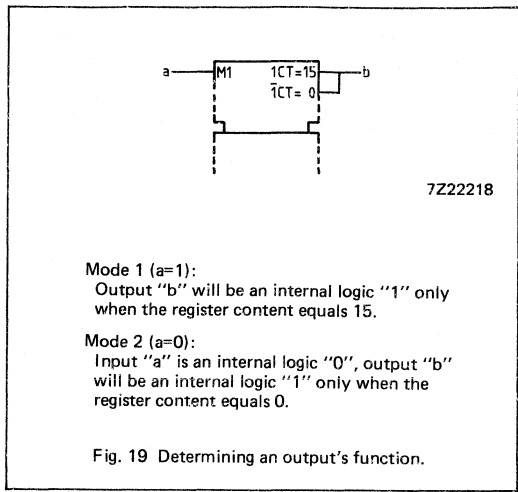 a M1 1CT=15 b
1̅CT= 0
7Z22218
Mode 1 (a=1):
Output "b" will be an internal logic "1" only
when the register content equals 15.
Mode 2 (a=0):
Input "a" is an internal logic "0", output "b"
will be an internal logic "1" only when the
register content equals 0.
Fig. 19 Determining an output's function.